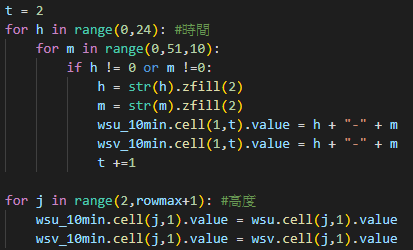 t = 2
for h in range(0,24): #時間
    for m in range(0,51,10):
        if h != 0 or m !=0:
            h = str(h).zfill(2)
            m = str(m).zfill(2)
            wsu_10min.cell(1,t).value = h + "-" + m
            wsv_10min.cell(1,t).value = h + "-" + m
            t +=1
for j in range(2,rowmax+1): #高度
    wsu_10min.cell(j,1).value = wsu.cell(j,1).value
    wsv_10min.cell(j,1).value = wsv.cell(j,1).value